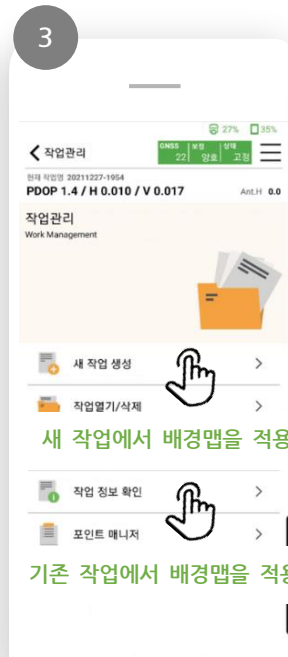 3
27% 35%
작업관리
GNSS 22 보정 양호 상태 고정
현재 작업명 20211227-1954
PDOP 1.4 / H 0.010 / V 0.017 Ant.H 0.0
작업관리
Work Management
새 작업 생성
작업열기/삭제
새 작업에서 배경맵을 적용
작업 정보 확인
포인트 매니저
기존 작업에서 배경맵을 적용